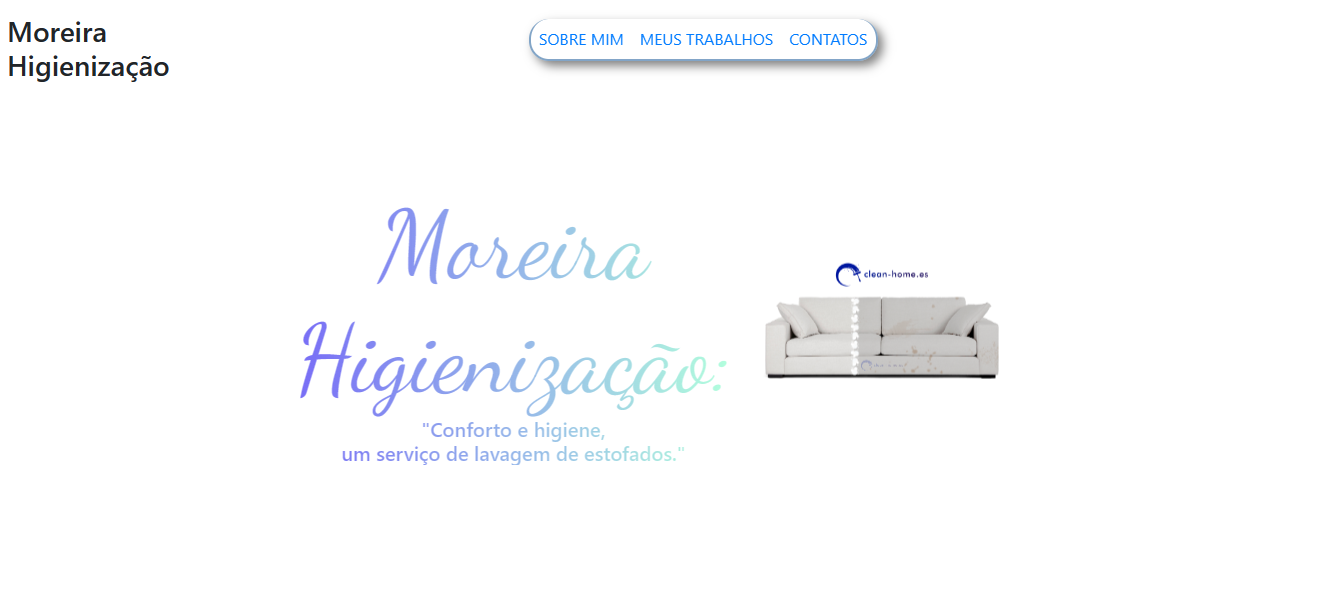 Moreira
Higienização
SOBRE MIM MEUS TRABALHOS CONTATOS
Moreira
Higienização:
clean-home.es
"Conforto e higiene,
um serviço de lavagem de estofados."